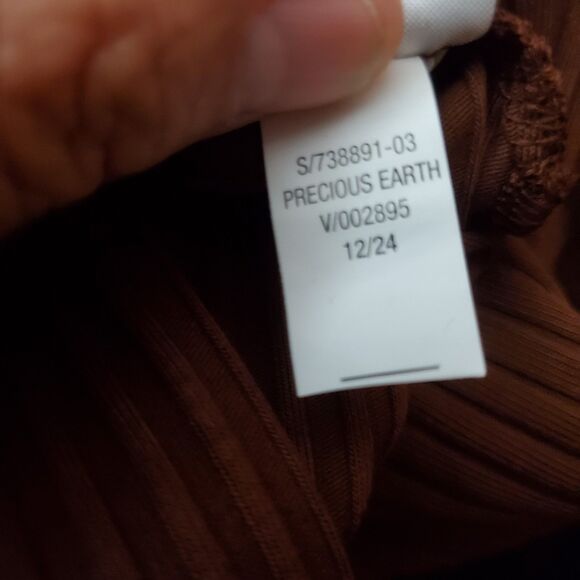 S/738891-03
PRECIOUS EARTH
V/002895
12/24